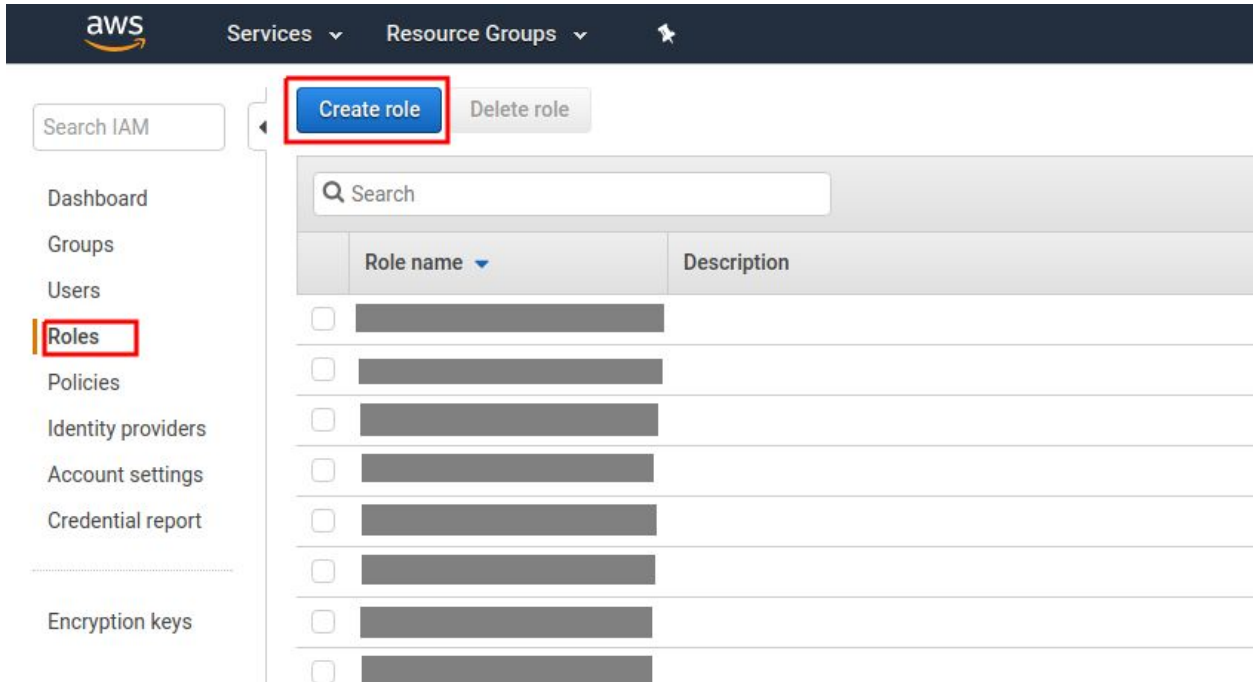 aws Services Resource Groups
Create role Delete role
Search IAM
Search
Dashboard
Groups
Role name Description
Users
Roles
Policies
Identity providers
Account settings
Credential report
Encryption keys